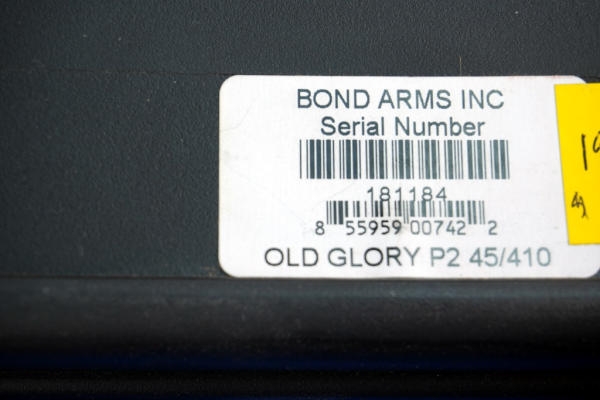 BOND ARMS INC
Serial Number
181184
8 55959 00742 2
OLD GLORY P2 45/410